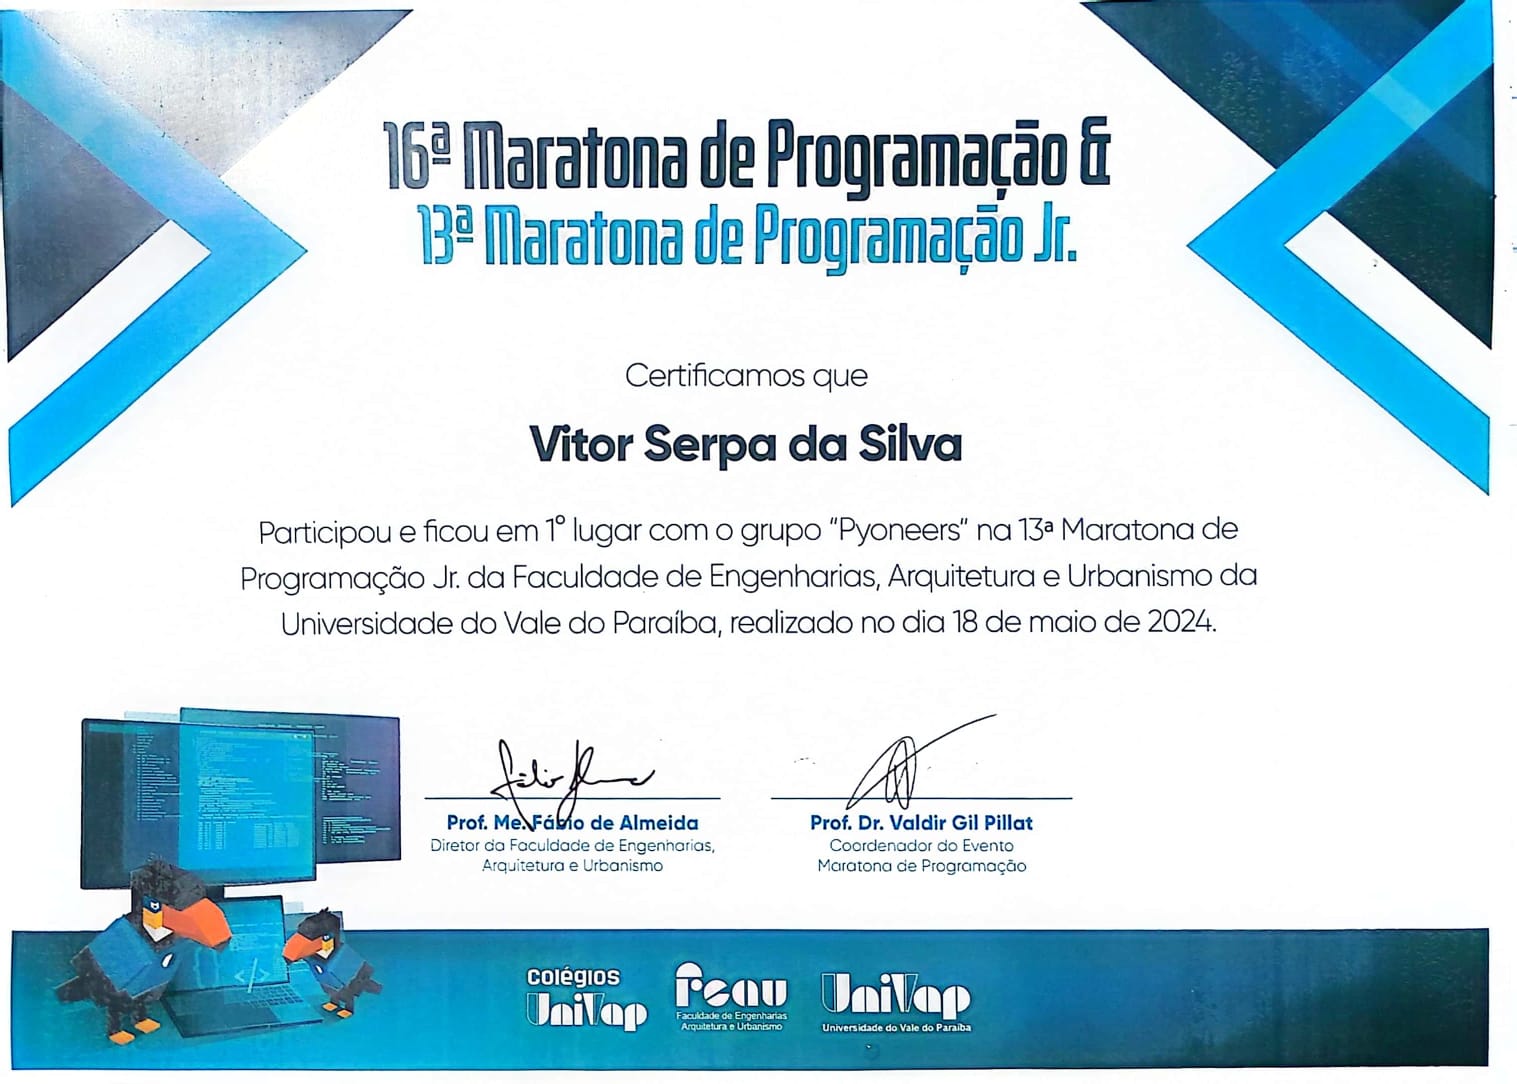 16ª Maratona de Programação &
13ª Maratona de Programação Jr.
Certificamos que
Vitor Serpa da Silva
Participou e ficou em 1° lugar com o grupo "Pyoneers" na 13ª Maratona de
Programação Jr. da Faculdade de Engenharias, Arquitetura e Urbanismo da
Universidade do Vale do Paraíba, realizado no dia 18 de maio de 2024.
Prof. Me. Fábio de Almeida
Diretor da Faculdade de Engenharias,
Arquitetura e Urbanismo
Prof. Dr. Valdir Gil Pillat
Coordenador do Evento
Maratona de Programação
</>
colégios
UniVap
feau
Faculdade de Engenharias
Arquitetura e Urbanismo
UniVap
Universidade do Vale do Paraíba